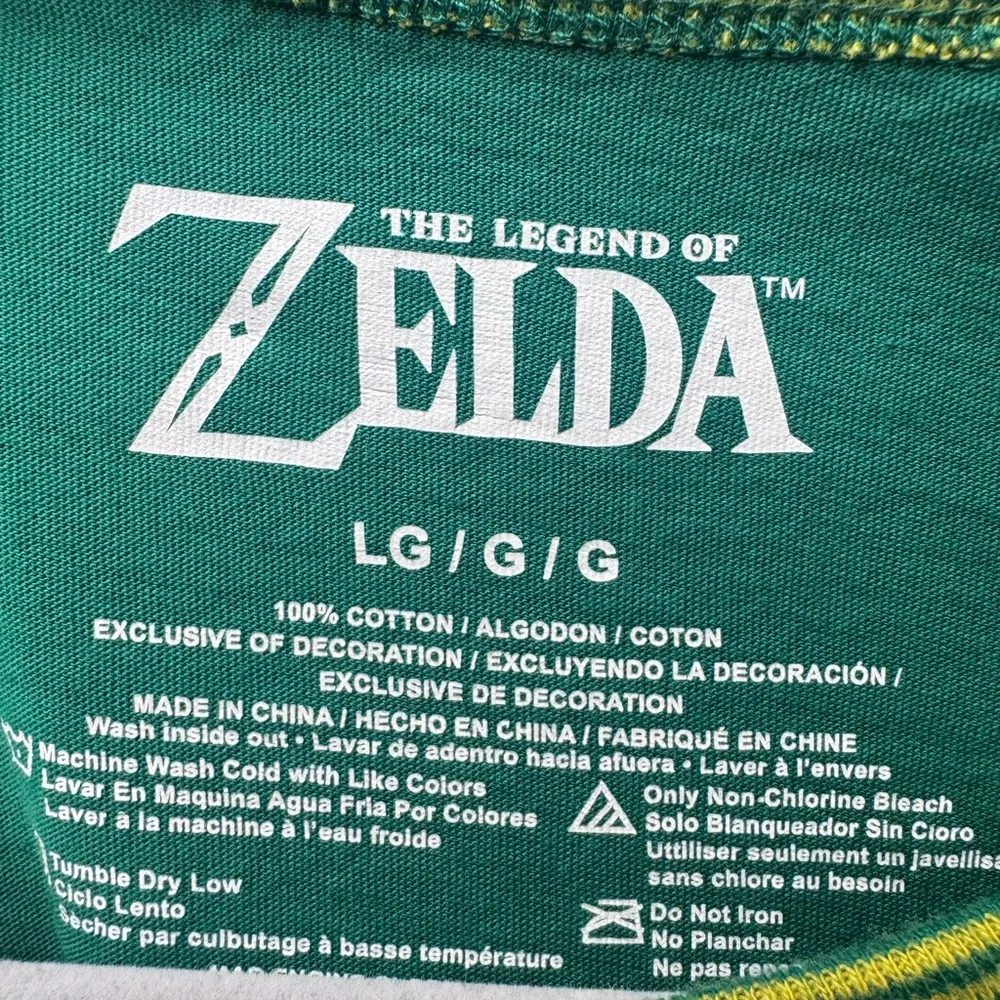 THE LEGEND OF
ZELDA™
LG / G / G
100% COTTON / ALGODON / COTON
EXCLUSIVE OF DECORATION / EXCLUYENDO LA DECORACIÓN /
EXCLUSIVE DE DECORATION
MADE IN CHINA / HECHO EN CHINA / FABRIQUÉ EN CHINE
Wash inside out • Lavar de adentro hacia afuera • Laver à l'envers
Machine Wash Cold with Like Colors
Lavar En Maquina Agua Fria Por Colores
Laver à la machine à l'eau froide
Only Non-Chlorine Bleach
Solo Blanqueador Sin Cloro
Uttiliser seulement un javellisa
sans chlore au besoin
Tumble Dry Low
Ciclo Lento
Sécher par culbutage à basse température
Do Not Iron
No Planchar
Ne pas